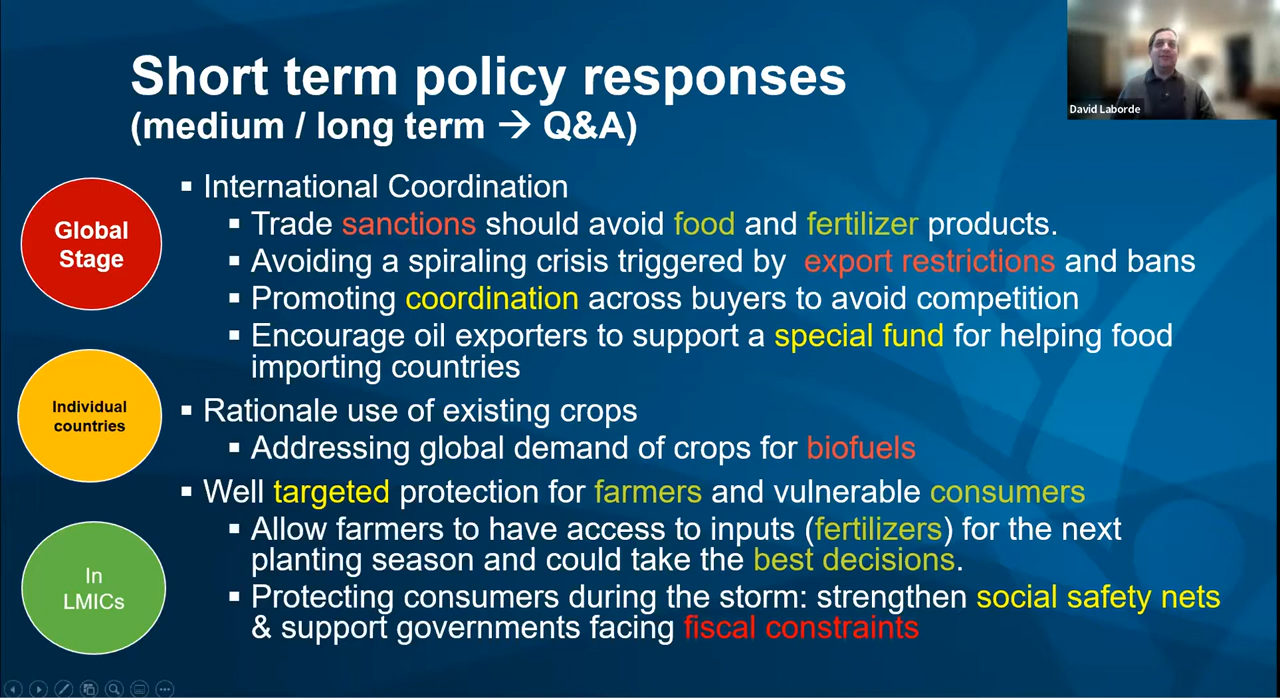 Short term policy responses
(medium / long term → Q&A)
David Laborde
Global
Stage
▪ International Coordination
▪ Trade sanctions should avoid food and fertilizer products.
▪ Avoiding a spiraling crisis triggered by export restrictions and bans
▪ Promoting coordination across buyers to avoid competition
▪ Encourage oil exporters to support a special fund for helping food
importing countries
Individual
countries
▪ Rationale use of existing crops
▪ Addressing global demand of crops for biofuels
▪ Well targeted protection for farmers and vulnerable consumers
In
LMICs
▪ Allow farmers to have access to inputs (fertilizers) for the next
planting season and could take the best decisions.
▪ Protecting consumers during the storm: strengthen social safety nets
& support governments facing fiscal constraints